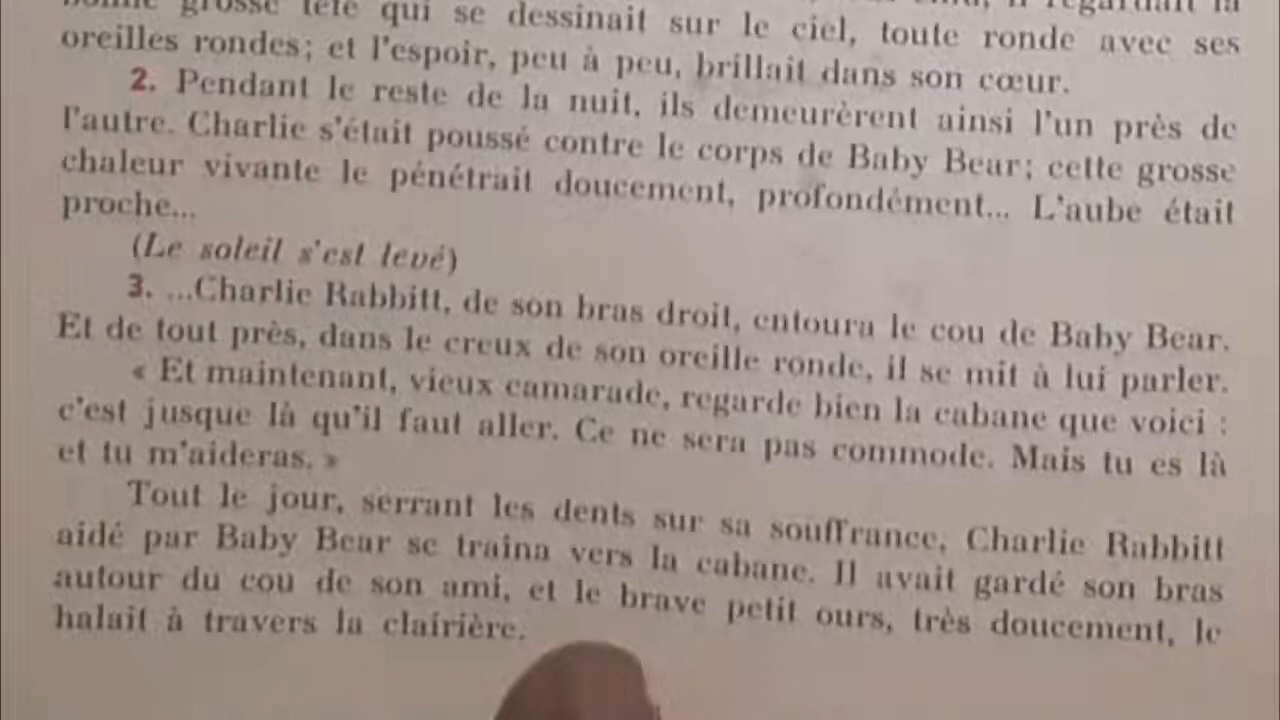 grosse tête qui se dessinait sur le ciel, toute ronde avec ses
oreilles rondes; et l'espoir, peu à peu, brillait dans son cœur.
2. Pendant le reste de la nuit, ils demeurèrent ainsi l'un près de
l'autre. Charlie s'était poussé contre le corps de Baby Bear; cette grosse
chaleur vivante le pénétrait doucement, profondément... L'aube était
proche...
(Le soleil s'est levé)
3. ...Charlie Rabbitt, de son bras droit, entoura le cou de Baby Bear.
Et de tout près, dans le creux de son oreille ronde, il se mit à lui parler.
« Et maintenant, vieux camarade, regarde bien la cabane que voici :
c'est jusque là qu'il faut aller. Ce ne sera pas commode. Mais tu es là
et tu m'aideras. »
Tout le jour, serrant les dents sur sa souffrance, Charlie Rabbitt
aidé par Baby Bear se traîna vers la cabane. Il avait gardé son bras
autour du cou de son ami, et le brave petit ours, très doucement, le
halait à travers la clairière.